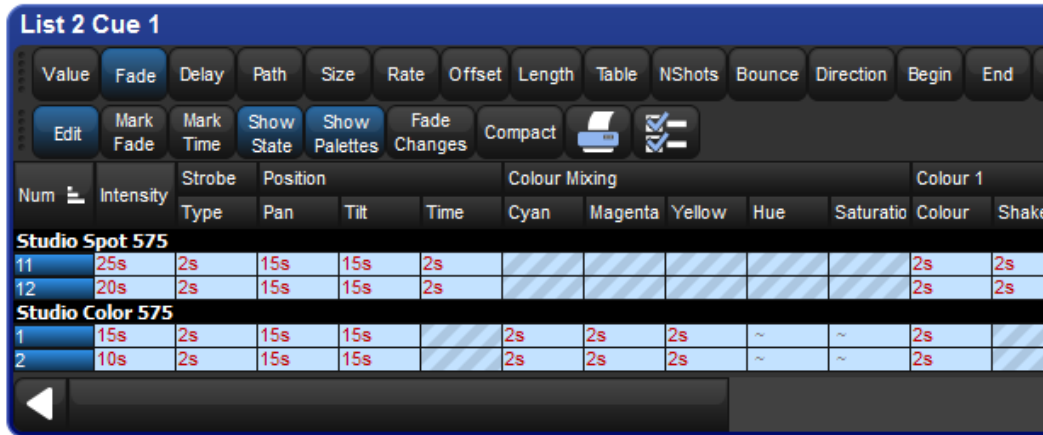 List 2 Cue 1
Value Fade Delay Path Size Rate Offset Length Table NShots Bounce Direction Begin End
Edit Mark Fade Mark Time Show State Show Palettes Fade Changes Compact
Num Intensity Strobe Position Colour Mixing Colour 1
Type Pan Tilt Time Cyan Magenta Yellow Hue Saturatio Colour Shake
Studio Spot 575
11 25s 2s 15s 15s 2s 2s 2s
12 20s 2s 15s 15s 2s 2s 2s
Studio Color 575
1 15s 2s 15s 15s 2s 2s 2s ~ ~ 2s
2 10s 2s 15s 15s 2s 2s 2s ~ ~ 2s